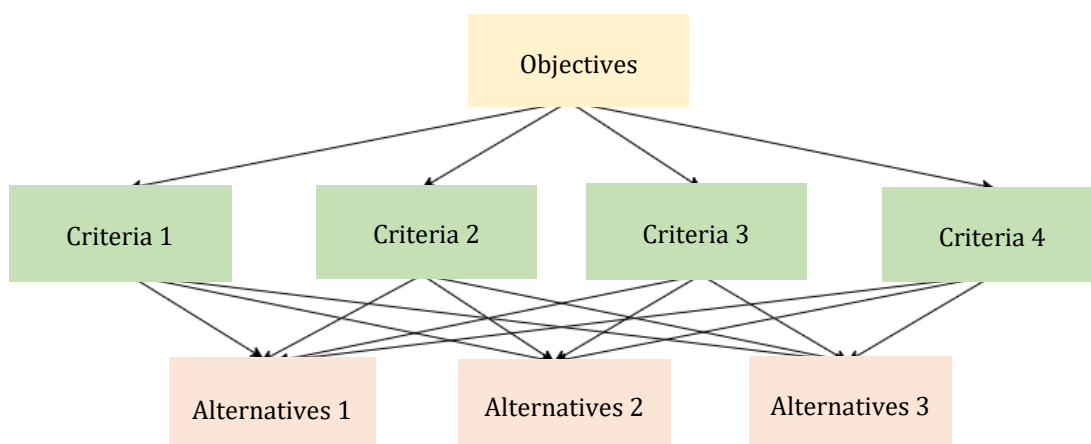 Objectives
Criteria 1
Criteria 2
Criteria 3
Criteria 4
Alternatives 1
Alternatives 2
Alternatives 3